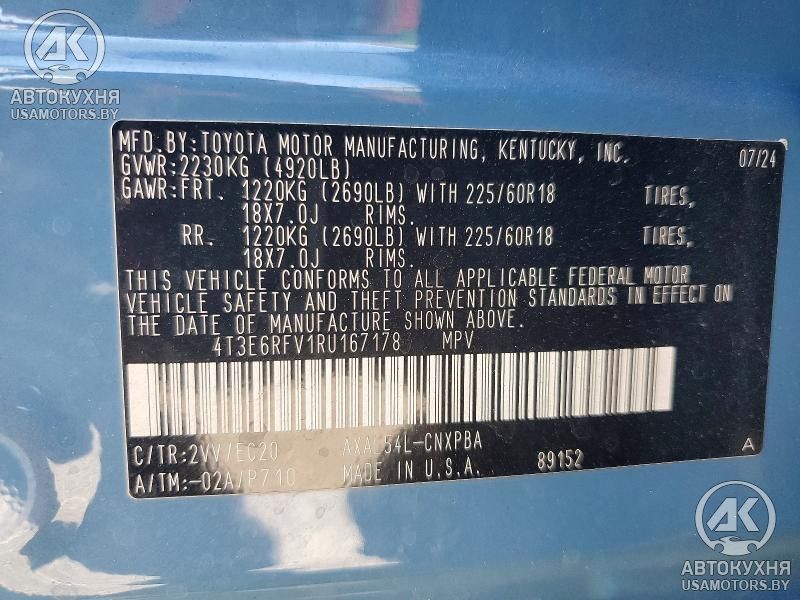 АК
АВТОКУХНЯ
USAMOTORS.BY
MFD. BY: TOYOTA MOTOR MANUFACTURING, KENTUCKY, INC. 07/24
GVWR: 2230KG (4920LB)
GAWR: FRT. 1220KG (2690LB) WITH 225/60R18 TIRES,
18X7.0J RIMS.
RR. 1220KG (2690LB) WITH 225/60R18 TIRES,
18X7.0J RIMS.
THIS VEHICLE CONFORMS TO ALL APPLICABLE FEDERAL MOTOR
VEHICLE SAFETY AND THEFT PREVENTION STANDARDS IN EFFECT ON
THE DATE OF MANUFACTURE SHOWN ABOVE.
4T3E6RFV1RU167178 MPV
C/TR: 2VV/EC20 54L-CNXPBA A
A/TM: -02A/P710 MADE IN U.S.A. 89152
АК
АВТОКУХНЯ
USAMOTORS.BY